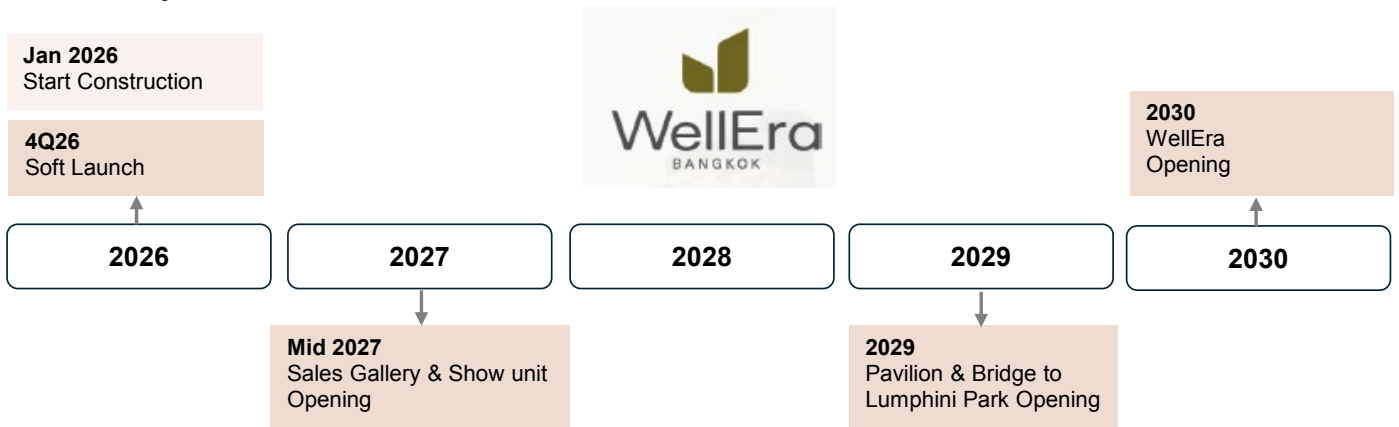 Jan 2026
Start Construction
4Q26
Soft Launch
WellEra
BANGKOK
2030
WellEra
Opening
2026
2027
2028
2029
2030
Mid 2027
Sales Gallery & Show unit
Opening
2029
Pavilion & Bridge to
Lumphini Park Opening